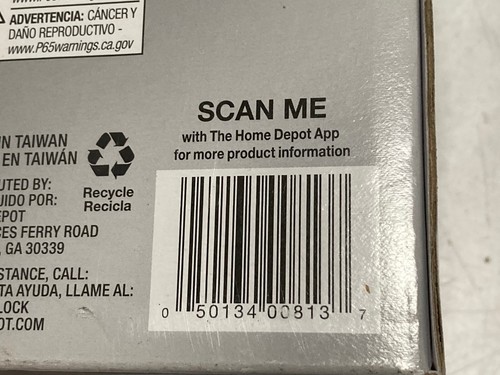 ADVERTENCIA: CÁNCER Y
DAÑO REPRODUCTIVO -
www.P65warnings.ca.gov
SCAN ME
with The Home Depot App
for more product information
IN TAIWAN
EN TAIWÁN
Recycle
Recicla
UTED BY:
UIDO POR:
EPOT
CES FERRY ROAD
, GA 30339
STANCE, CALL:
TA AYUDA, LLAME AL:
LOCK
OT.COM
0 50134 00813 7